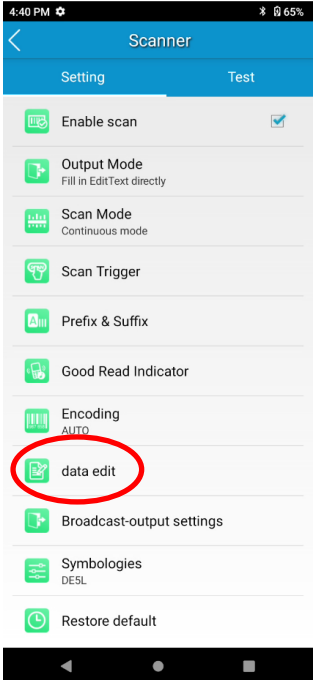 4:40 PM 65%
Scanner
Setting Test
Enable scan
Output Mode
Fill in EditText directly
Scan Mode
Continuous mode
Scan Trigger
Prefix & Suffix
Good Read Indicator
Encoding
AUTO
data edit
Broadcast-output settings
Symbologies
DE5L
Restore default